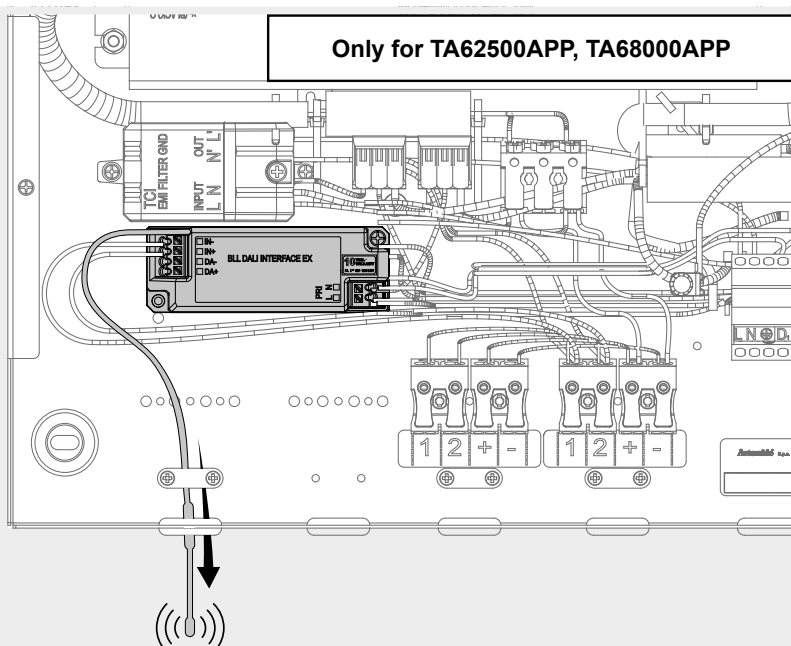 Only for TA62500APP, TA68000APP
TCI
EMI FILTER GND
INPUT OUT
L N N' L'
IN-
IN+
DA-
DA+
BLL DALI INTERFACE EX
PRI
N
L
L N D
1 2 + -
1 2 + -